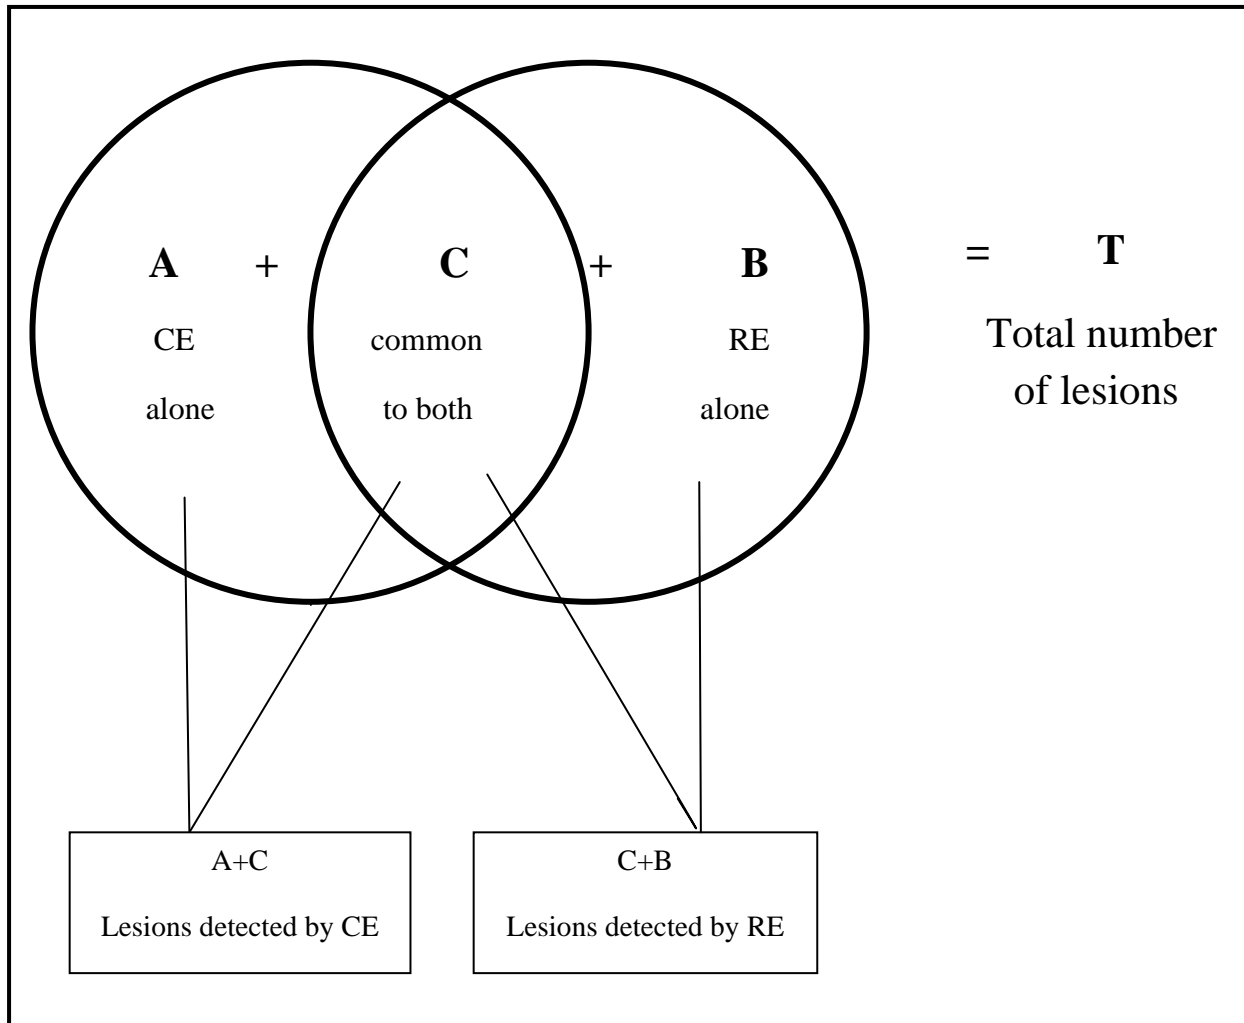 A + C + B = T
CE common RE
alone to both alone
Total number
of lesions
A+C
Lesions detected by CE
C+B
Lesions detected by RE